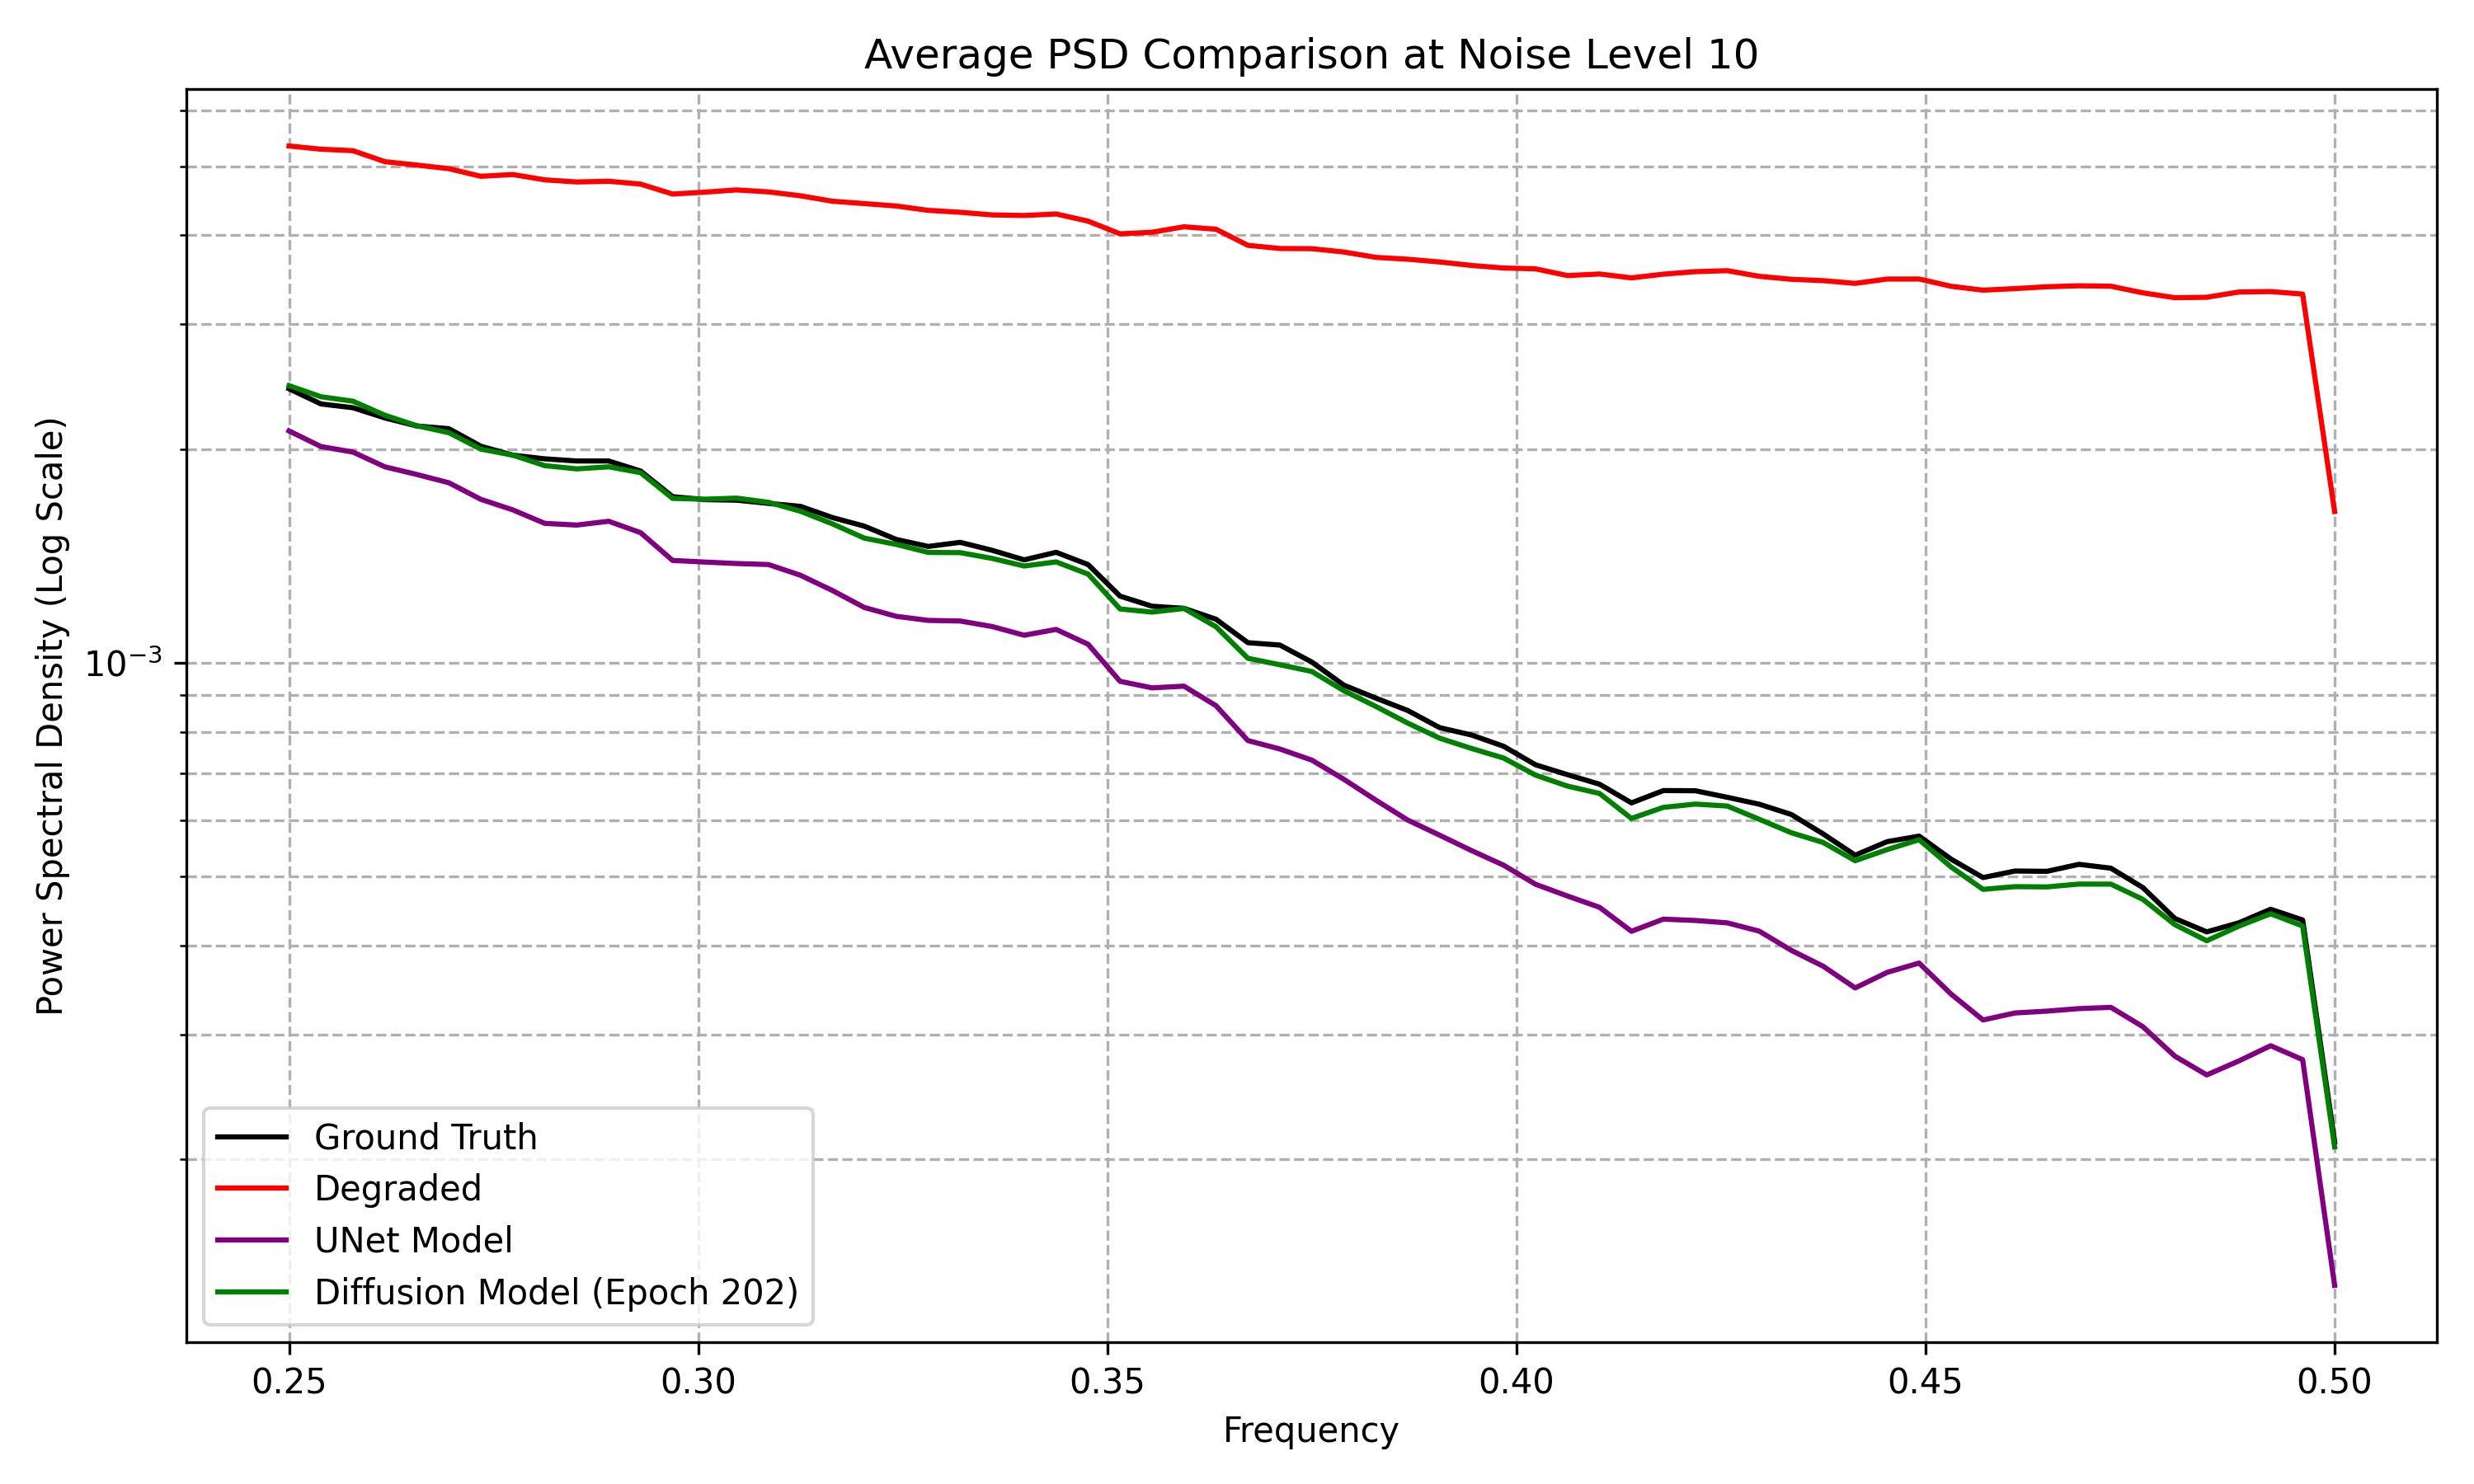 Average PSD Comparison at Noise Level 10
Power Spectral Density (Log Scale)
10⁻³
Ground Truth
Degraded
UNet Model
Diffusion Model (Epoch 202)
0.25 0.30 0.35 0.40 0.45 0.50
Frequency